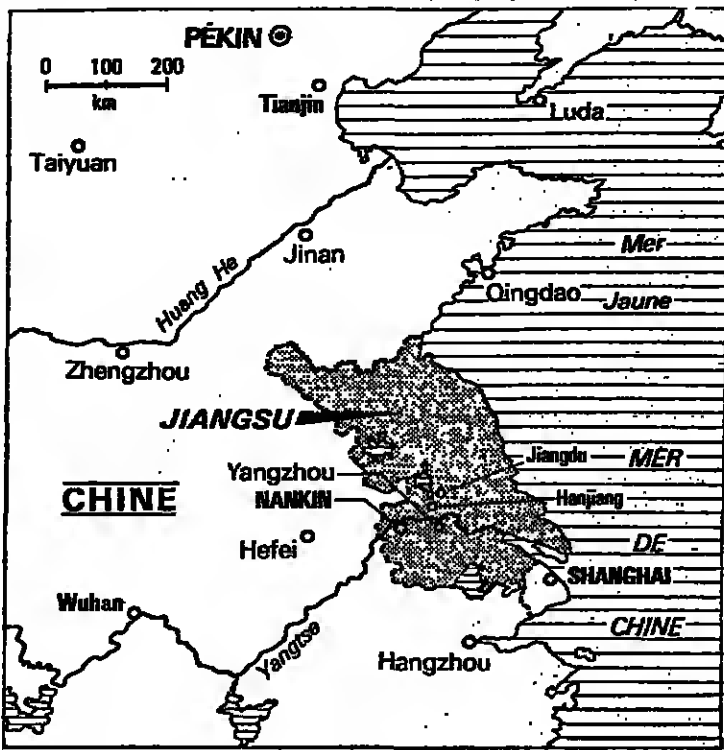 PÉKIN
0 100 200
km
Tianjin
Luda
Taiyuan
Jinan
Mer
Jaune
Huang He
Qingdao
Zhengzhou
JIANGSU
Jiangdu
MER
Yangzhou
CHINE
NANKIN
Hanjiang
Hefei
DE
SHANGHAI
Wuhan
Yangtse
CHINE
Hangzhou